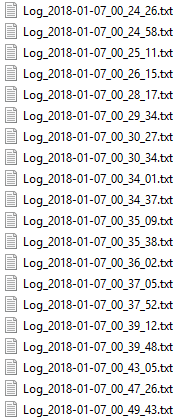 Log_2018-01-07_00_24_26.txt
Log_2018-01-07_00_24_58.txt
Log_2018-01-07_00_25_11.txt
Log_2018-01-07_00_26_15.txt
Log_2018-01-07_00_28_17.txt
Log_2018-01-07_00_29_34.txt
Log_2018-01-07_00_30_27.txt
Log_2018-01-07_00_30_34.txt
Log_2018-01-07_00_34_01.txt
Log_2018-01-07_00_34_37.txt
Log_2018-01-07_00_35_09.txt
Log_2018-01-07_00_35_38.txt
Log_2018-01-07_00_36_02.txt
Log_2018-01-07_00_37_05.txt
Log_2018-01-07_00_37_52.txt
Log_2018-01-07_00_39_12.txt
Log_2018-01-07_00_39_48.txt
Log_2018-01-07_00_43_05.txt
Log_2018-01-07_00_47_26.txt
Log_2018-01-07_00_49_43.txt